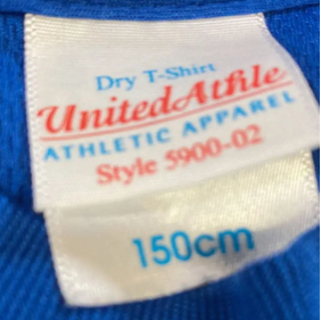 Dry T-Shirt
UnitedAthle
ATHLETIC APPAREL
Style 5900-02
150cm